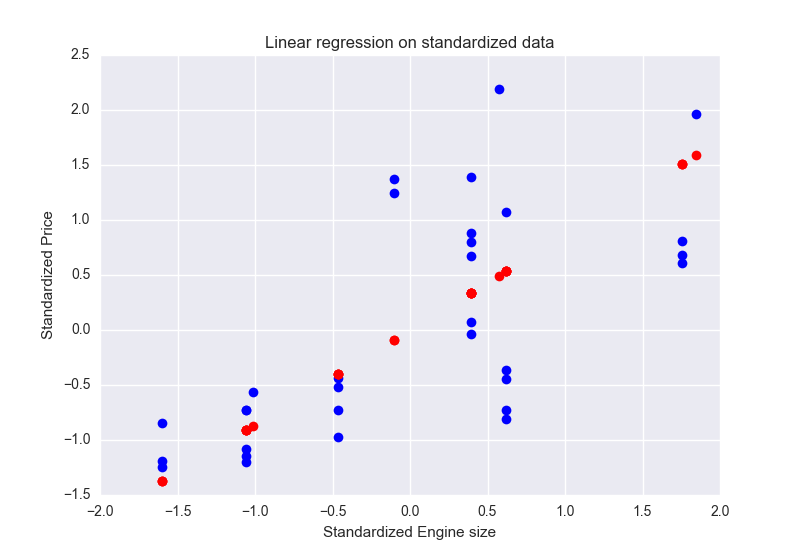 Linear regression on standardized data
2.5
2.0
1.5
1.0
0.5
0.0
−0.5
−1.0
−1.5
Standardized Price
−2.0 −1.5 −1.0 −0.5 0.0 0.5 1.0 1.5 2.0
Standardized Engine size